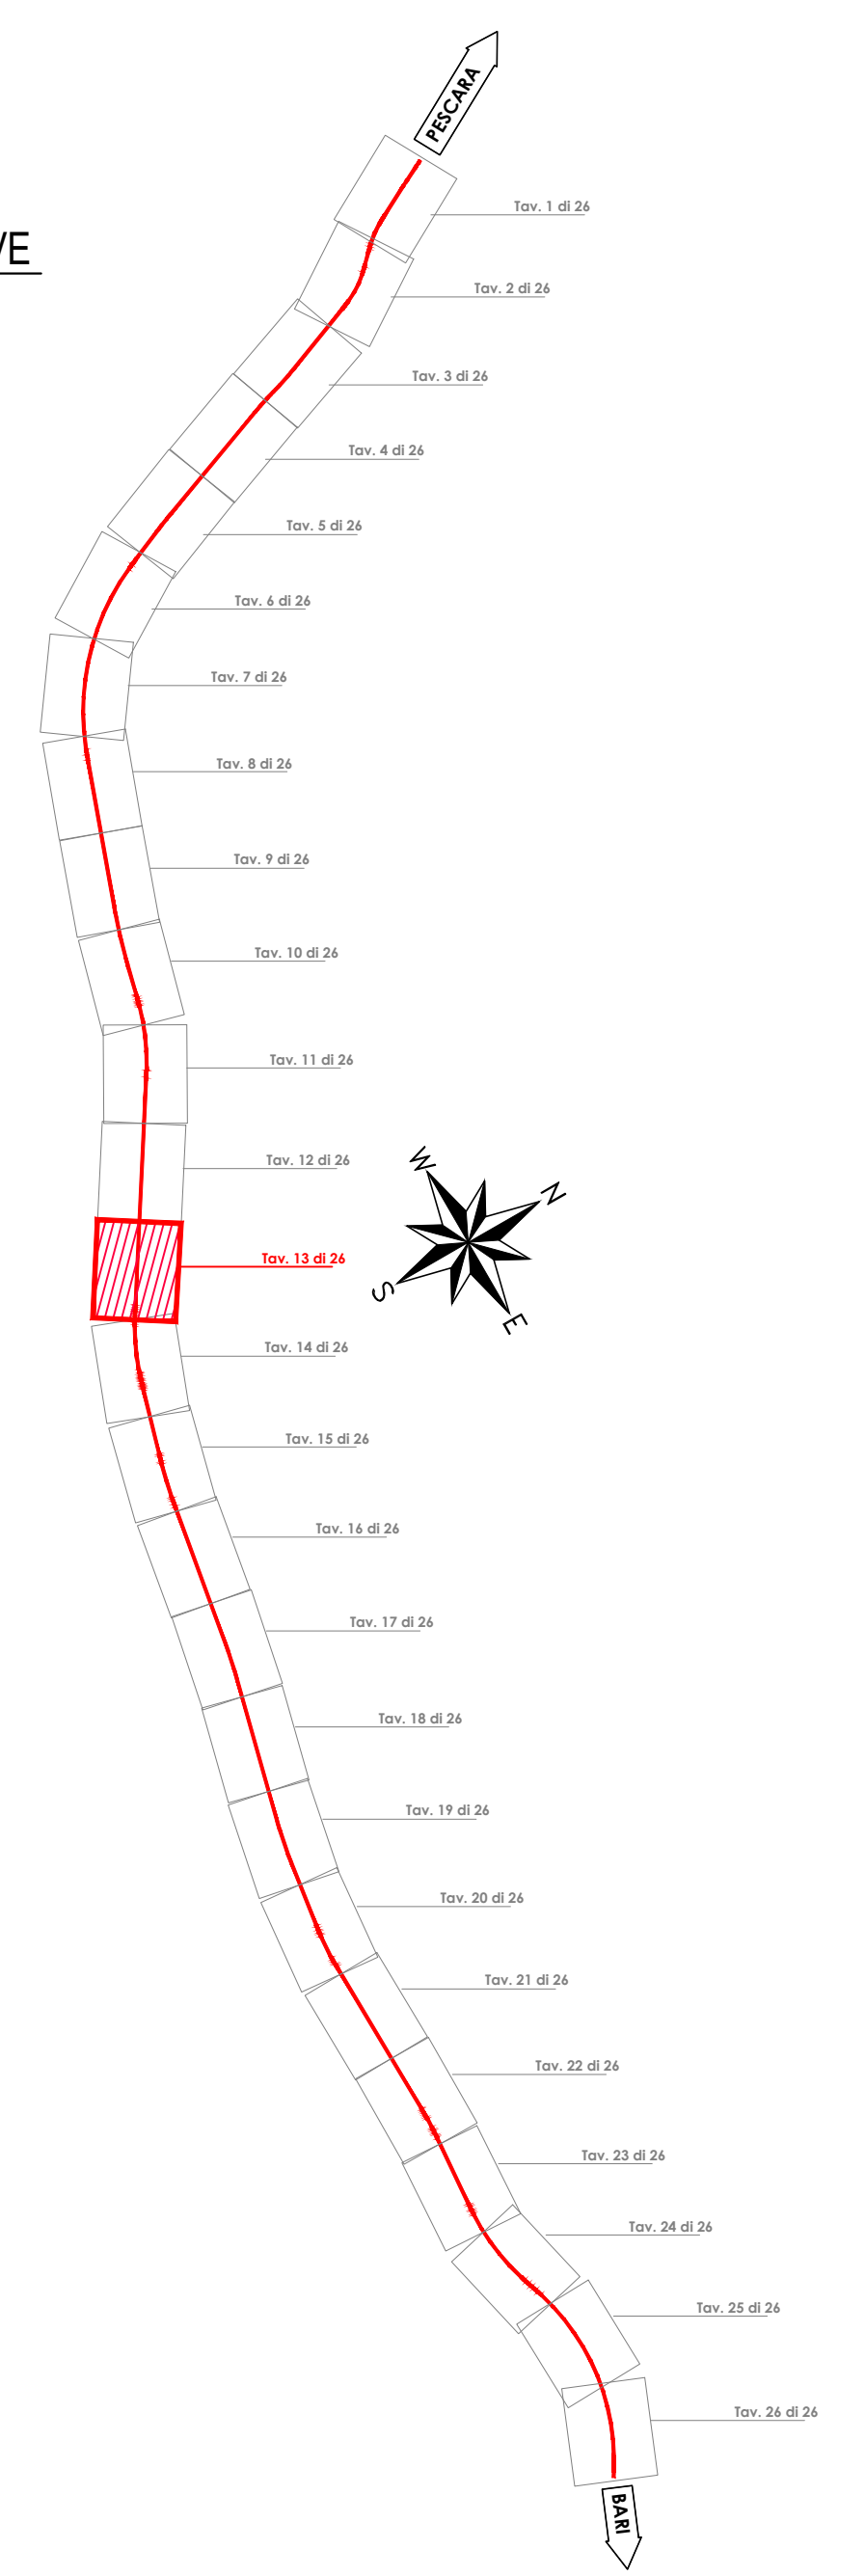 PESCARA
Tav. 1 di 26
VE
Tav. 2 di 26
Tav. 3 di 26
Tav. 4 di 26
Tav. 5 di 26
Tav. 6 di 26
Tav. 7 di 26
Tav. 8 di 26
Tav. 9 di 26
Tav. 10 di 26
Tav. 11 di 26
Tav. 12 di 26
W
N
Tav. 13 di 26
S
E
Tav. 14 di 26
Tav. 15 di 26
Tav. 16 di 26
Tav. 17 di 26
Tav. 18 di 26
Tav. 19 di 26
Tav. 20 di 26
Tav. 21 di 26
Tav. 22 di 26
Tav. 23 di 26
Tav. 24 di 26
Tav. 25 di 26
Tav. 26 di 26
BARI